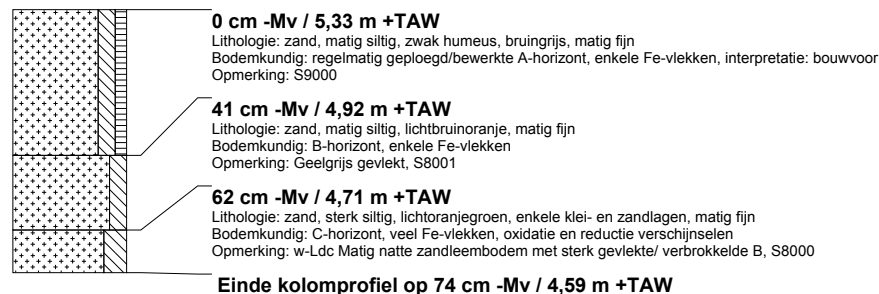 0 cm -Mv / 5,33 m +TAW
Lithologie: zand, matig siltig, zwak humeus, bruingrijs, matig fijn
Bodemkundig: regelmatig geploegd/bewerkte A-horizont, enkele Fe-vlekken, interpretatie: bouwvoor
Opmerking: S9000
41 cm -Mv / 4,92 m +TAW
Lithologie: zand, matig siltig, lichtbruinoranje, matig fijn
Bodemkundig: B-horizont, enkele Fe-vlekken
Opmerking: Geelgrijs gevlekt, S8001
62 cm -Mv / 4,71 m +TAW
Lithologie: zand, sterk siltig, lichtoranjegroen, enkele klei- en zandlagen, matig fijn
Bodemkundig: C-horizont, veel Fe-vlekken, oxidatie en reductie verschijnselen
Opmerking: w-Ldc Matig natte zandleembodem met sterk gevlekte/ verbrokkelde B, S8000
Einde kolomprofiel op 74 cm -Mv / 4,59 m +TAW